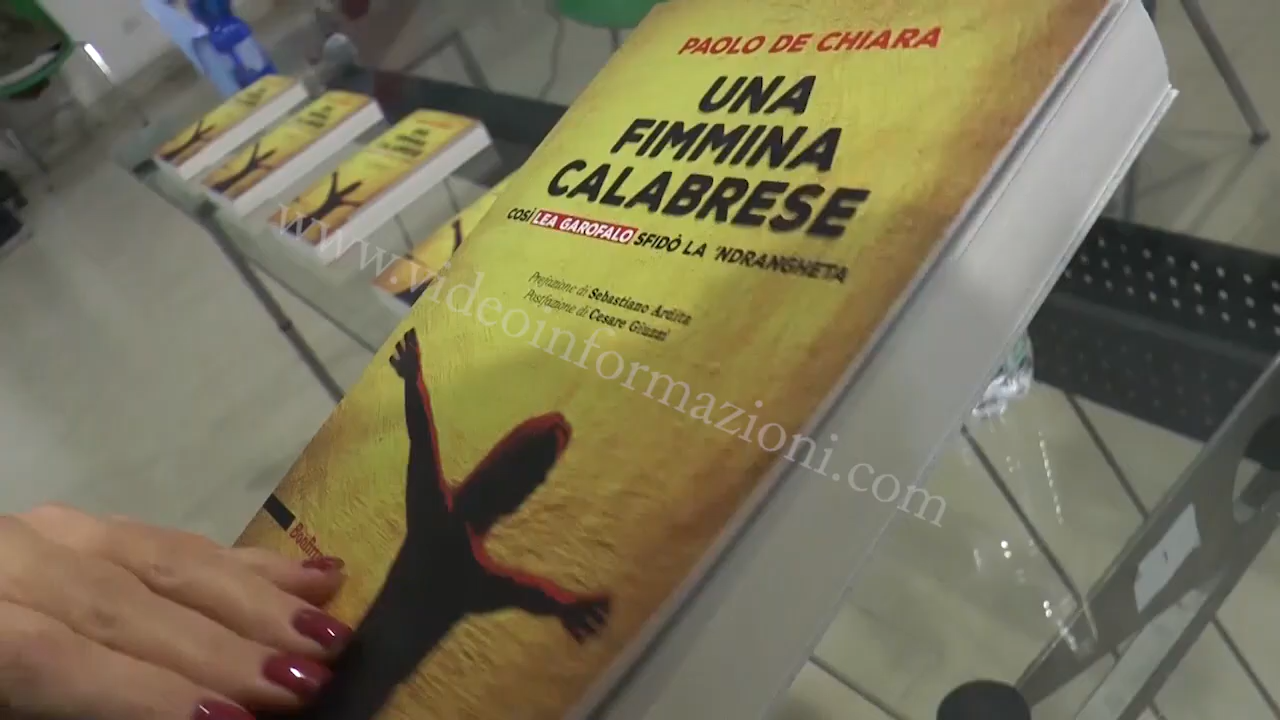 PAOLO DE CHIARA
UNA
FIMMINA
CALABRESE
COSÌ LEA GAROFALO SFIDÒ LA 'NDRANGHETA
Prefazione di Sebastiano Ardita
Postfazione di Cesare Giuzzi
www.videoinformazioni.com